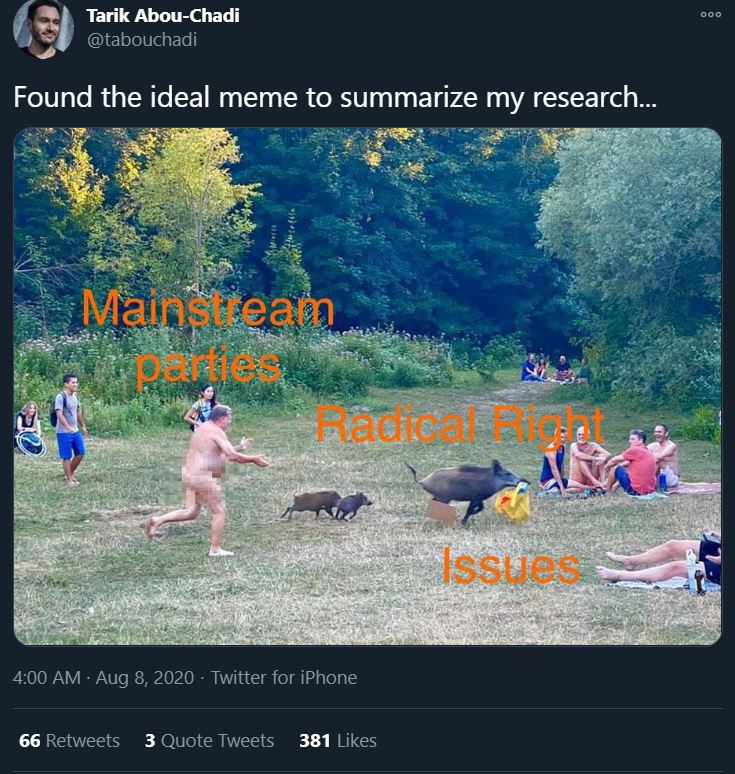 Tarik Abou-Chadi
@tabouchadi
Found the ideal meme to summarize my research...
Mainstream
parties
Radical Right
Issues
4:00 AM · Aug 8, 2020 · Twitter for iPhone
66 Retweets 3 Quote Tweets 381 Likes